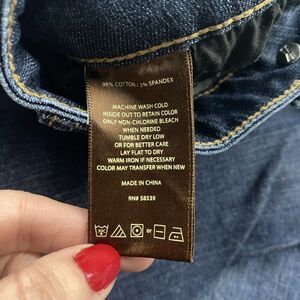 98% COTTON / 2% SPANDEX
MACHINE WASH COLD
INSIDE OUT TO RETAIN COLOR
ONLY NON-CHLORINE BLEACH
WHEN NEEDED
TUMBLE DRY LOW
OR FOR BETTER CARE
LAY FLAT TO DRY
WARM IRON IF NECESSARY
COLOR MAY TRANSFER WHEN NEW
MADE IN CHINA
RN# 58539
or